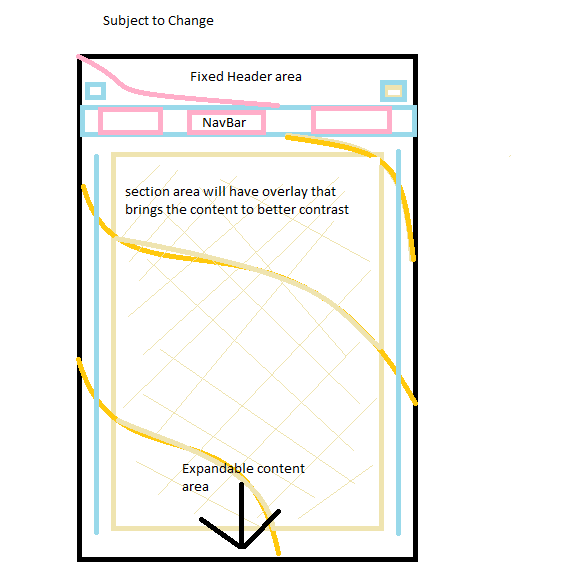 Subject to Change
Fixed Header area
NavBar
section area will have overlay that
brings the content to better contrast
Expandable content
area